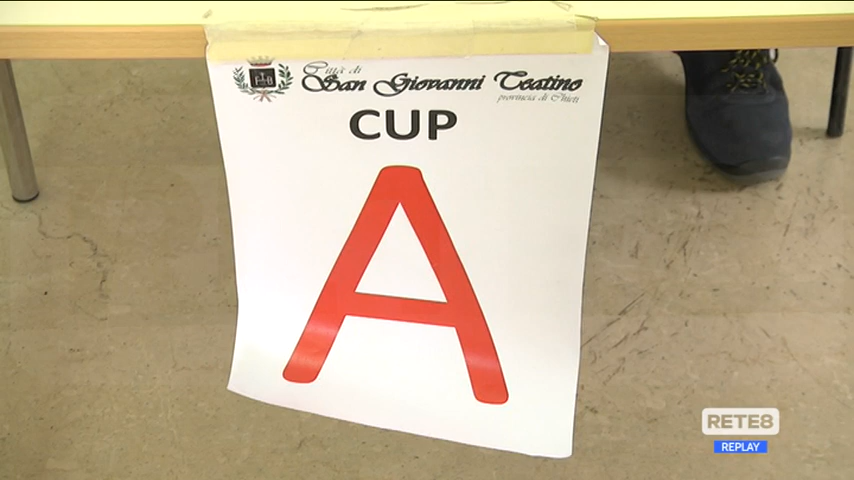 Città di
San Giovanni Teatino
provincia di Chieti
CUP
A
RETE8
REPLAY